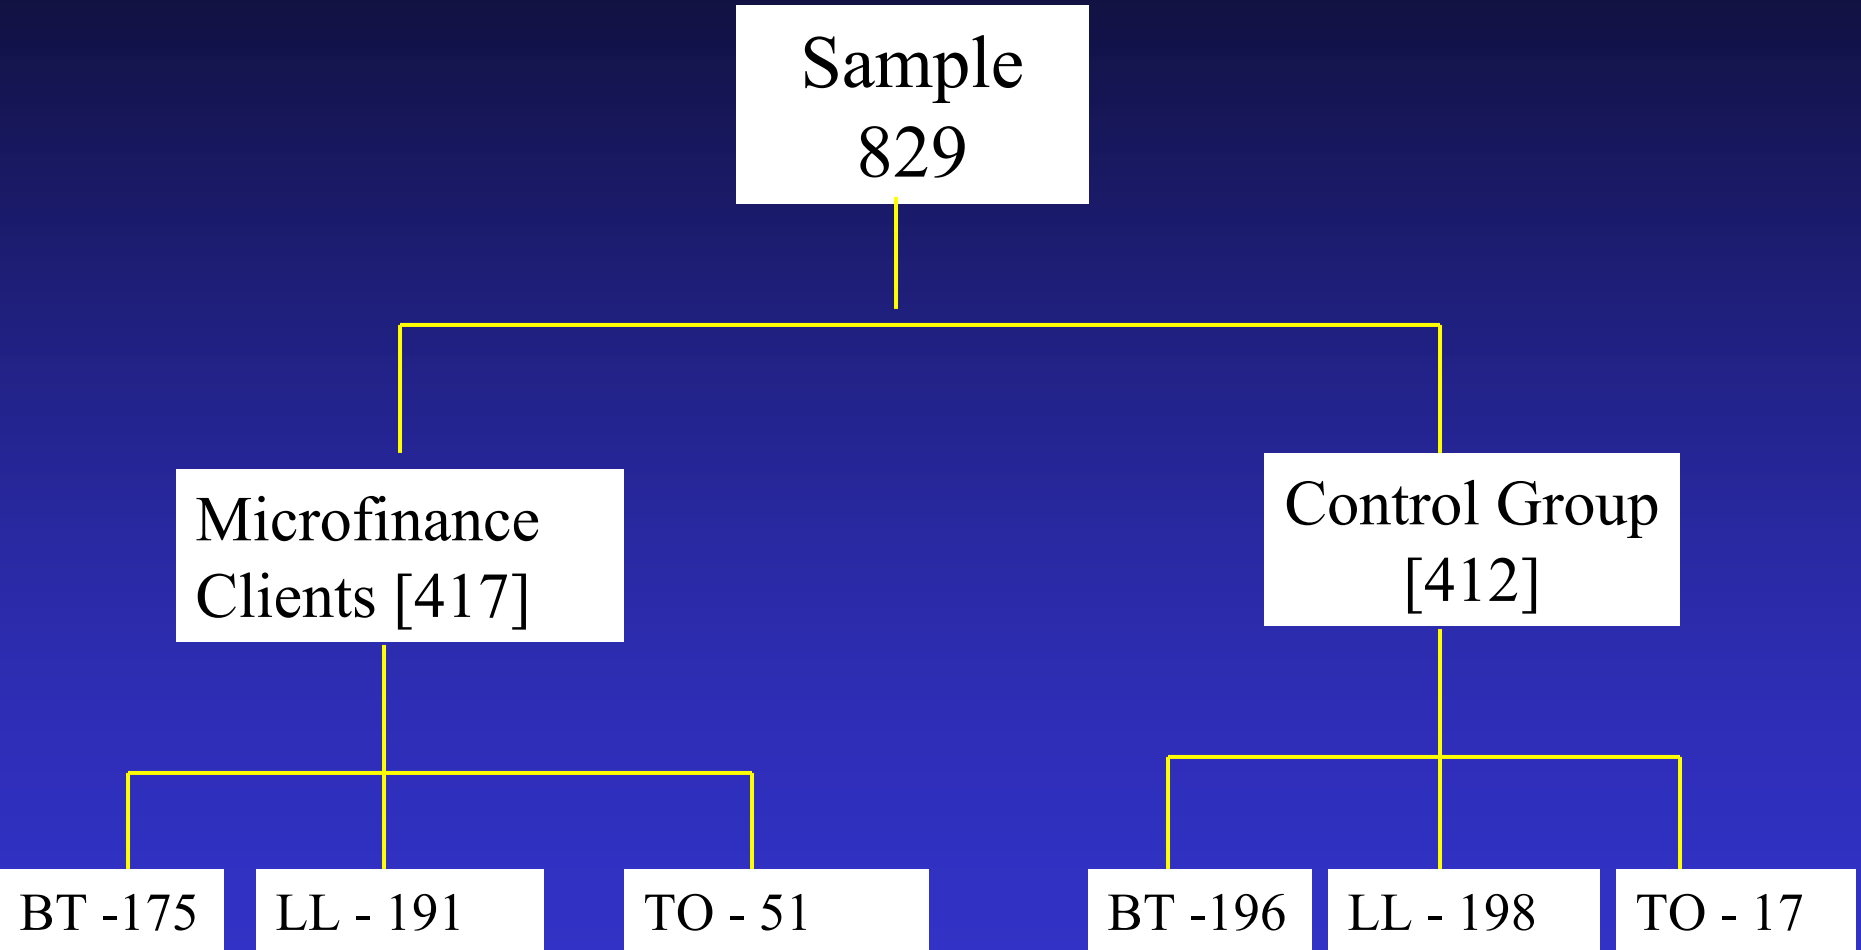 Sample
829
Microfinance
Clients [417]
Control Group
[412]
BT -175
LL - 191
TO - 51
BT -196
LL - 198
TO - 17